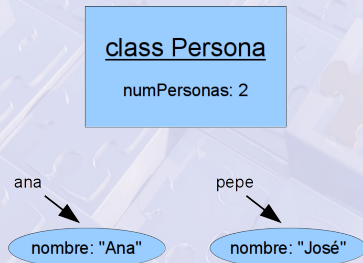 class Persona
numPersonas: 2
ana
pepe
nombre: "Ana"
nombre: "José"